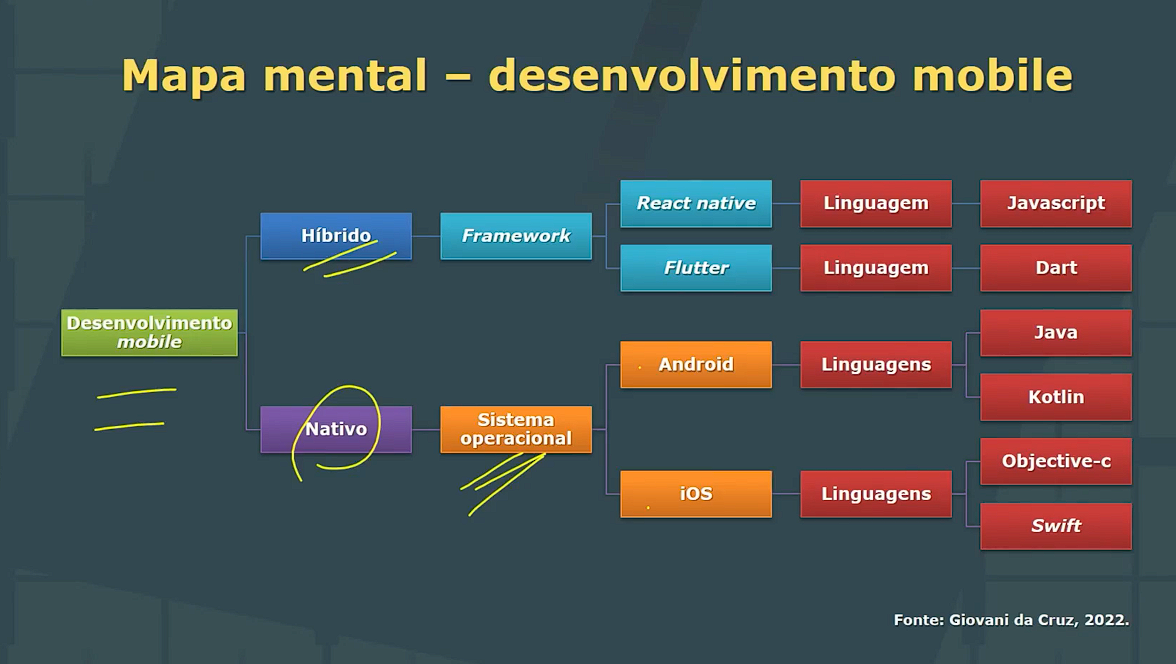 Mapa mental – desenvolvimento mobile
Híbrido
Framework
React native
Linguagem
Javascript
Flutter
Linguagem
Dart
Desenvolvimento
mobile
Nativo
Sistema
operacional
Android
Linguagens
Java
Kotlin
iOS
Linguagens
Objective-c
Swift
Fonte: Giovani da Cruz, 2022.